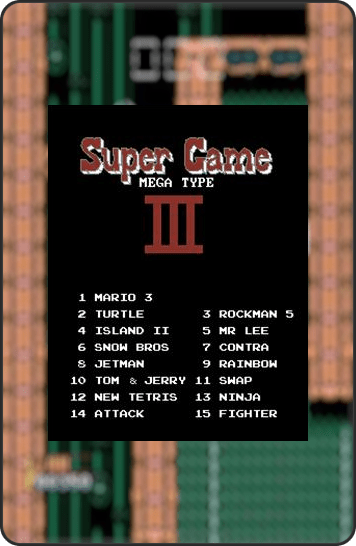 Super Game
MEGA TYPE
III
1 MARIO 3
2 TURTLE 3 ROCKMAN 5
4 ISLAND II 5 MR LEE
6 SNOW BROS 7 CONTRA
8 JETMAN 9 RAINBOW
10 TOM & JERRY 11 SWAP
12 NEW TETRIS 13 NINJA
14 ATTACK 15 FIGHTER